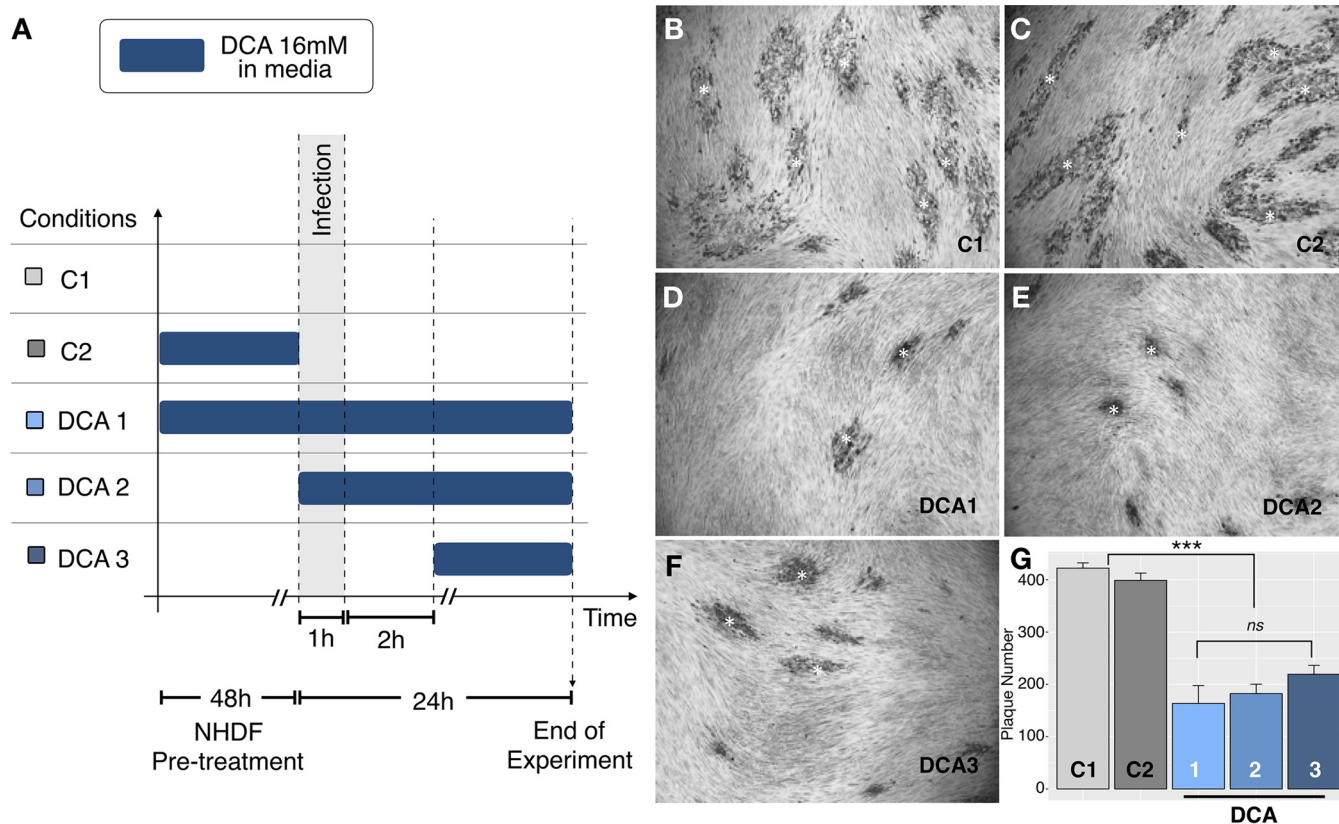 A
DCA 16mM
in media
Infection
Conditions
C1
C2
DCA 1
DCA 2
DCA 3
Time
1h
2h
48h
24h
NHDF
Pre-treatment
End of
Experiment
B
*
*
*
*
*
C1
C
*
*
*
*
*
*
C2
D
*
*
DCA1
E
*
*
DCA2
F
*
*
*
DCA3
G
***
ns
Plaque Number
400
300
200
100
0
C1
C2
1
2
3
DCA